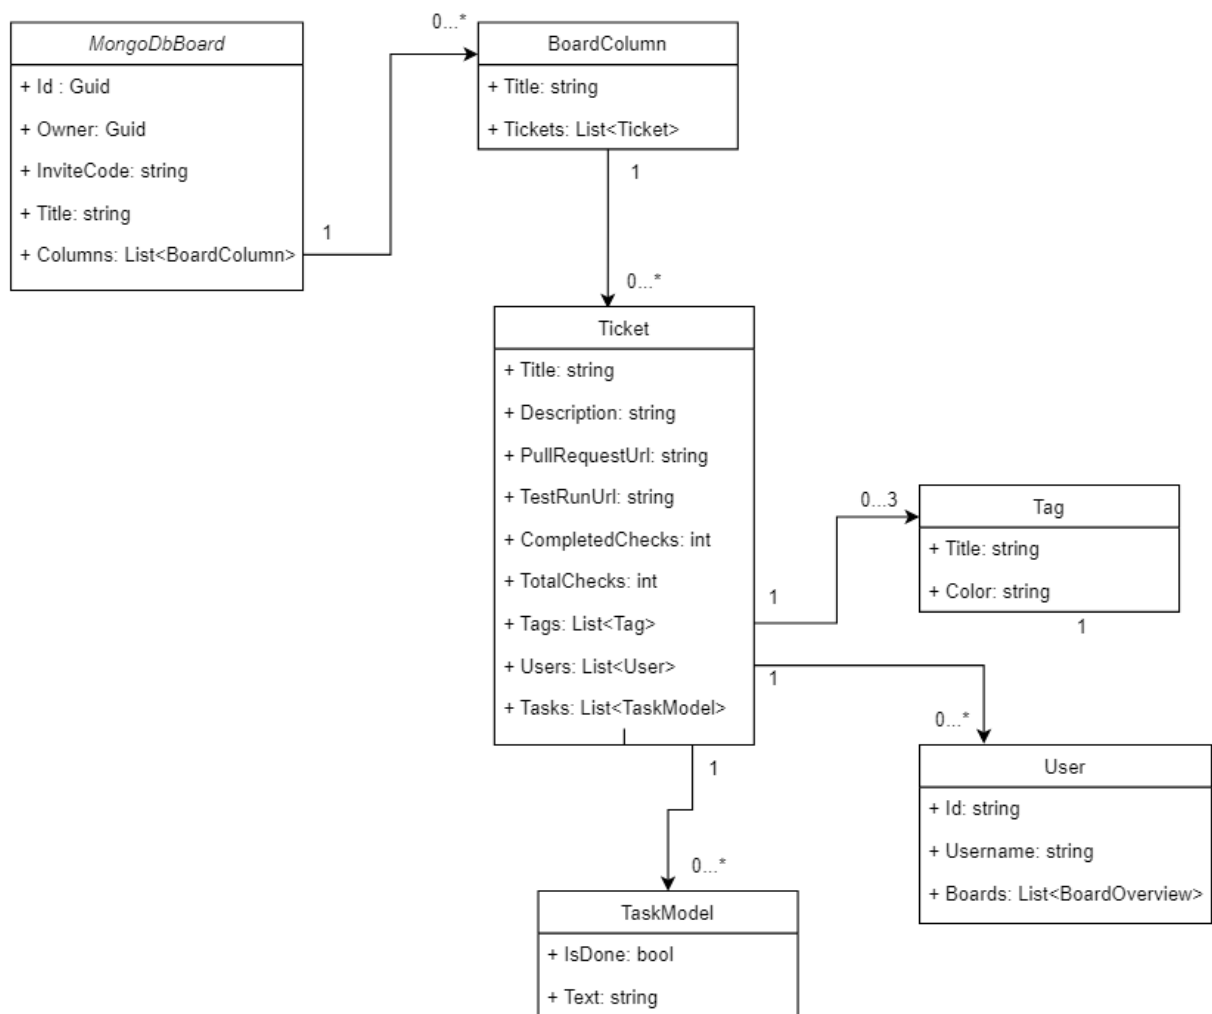 MongoDbBoard
+ Id : Guid
+ Owner: Guid
+ InviteCode: string
+ Title: string
+ Columns: List<BoardColumn>
1
0...*
BoardColumn
+ Title: string
+ Tickets: List<Ticket>
1
0...*
Ticket
+ Title: string
+ Description: string
+ PullRequestUrl: string
+ TestRunUrl: string
+ CompletedChecks: int
+ TotalChecks: int
+ Tags: List<Tag>
+ Users: List<User>
+ Tasks: List<TaskModel>
1
0...3
Tag
+ Title: string
+ Color: string
1
1
0...*
User
+ Id: string
+ Username: string
+ Boards: List<BoardOverview>
1
0...*
TaskModel
+ IsDone: bool
+ Text: string